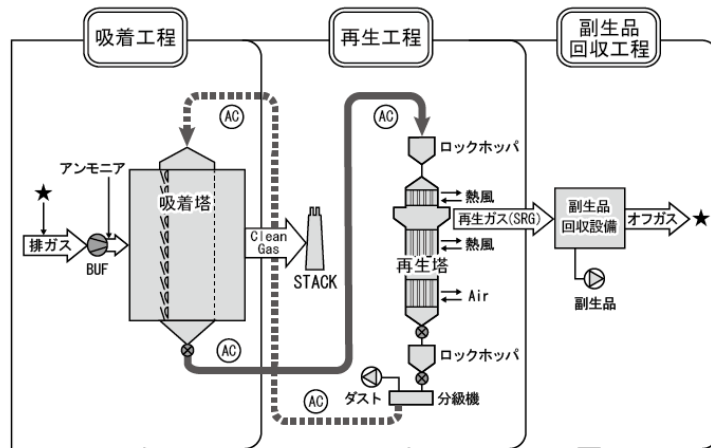 吸着工程
再生工程
副生品
回収工程
AC
AC
ロックホッパ
アンモニア
★
吸着塔
熱風
再生ガス(SRG)
副生品
回収設備
オフガス
★
排ガス
Clean
Gas
熱風
BUF
STACK
再生塔
Air
副生品
AC
ロックホッパ
AC
ダスト
分級機